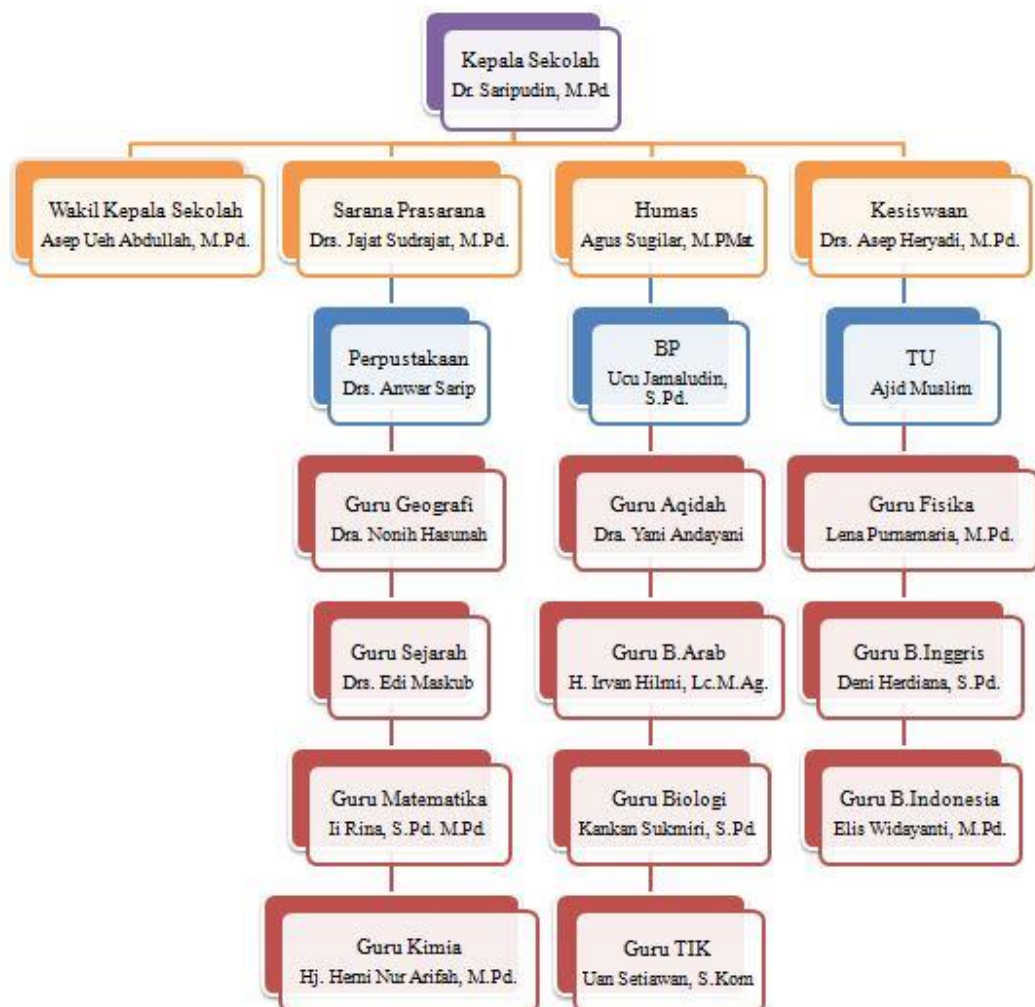 Kepala Sekolah
Dr. Saripudin, M.Pd.
Wakil Kepala Sekolah
Asep Ueh Abdullah, M.Pd.
Sarana Prasarana
Drs. Jajat Sudrajat, M.Pd.
Humas
Agus Sugilar, M.PMat.
Kesiswaan
Drs. Asep Heryadi, M.Pd.
Perpustakaan
Drs. Anwar Sarip
BP
Ucu Jamaludin,
S.Pd.
TU
Ajid Muslim
Guru Geografi
Dra. Nonih Hasunah
Guru Aqidah
Dra. Yani Andayani
Guru Fisika
Lena Purnamaria, M.Pd.
Guru Sejarah
Drs. Edi Maskub
Guru B.Arab
H. Irvan Hilmi, Lc.M.Ag.
Guru B.Inggris
Deni Herdiana, S.Pd.
Guru Matematika
Ii Rina, S.Pd. M.Pd.
Guru Biologi
Kankan Sukmiri, S.Pd.
Guru B.Indonesia
Elis Widayanti, M.Pd.
Guru Kimia
Hj. Herni Nur Arifah, M.Pd.
Guru TIK
Uan Setiawan, S.Kom